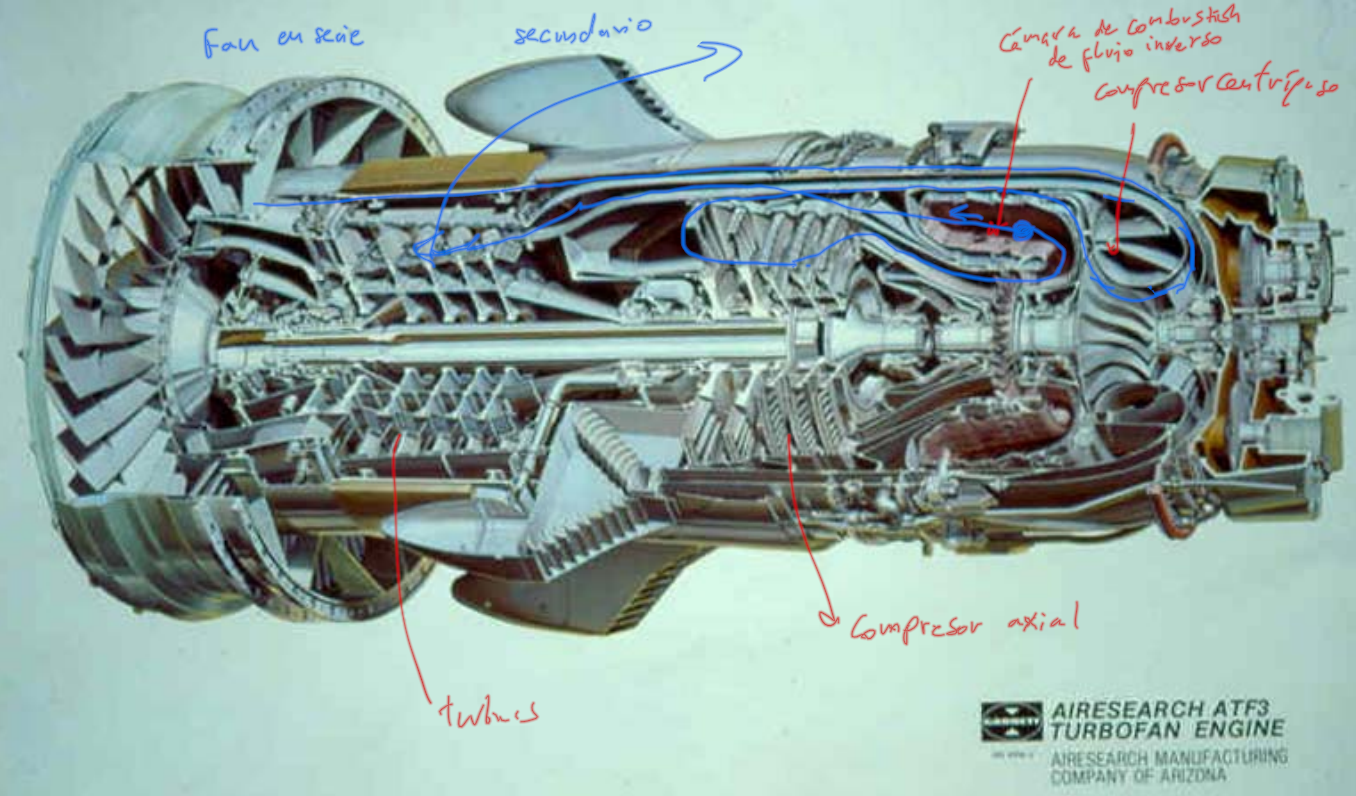 Fan en serie
secundario
cámara de combustión
de flujo inverso
compresor centrífugo
compresor axial
turbinas
GARRETT
AIRESEARCH ATF3
TURBOFAN ENGINE
AIRESEARCH MANUFACTURING
COMPANY OF ARIZONA